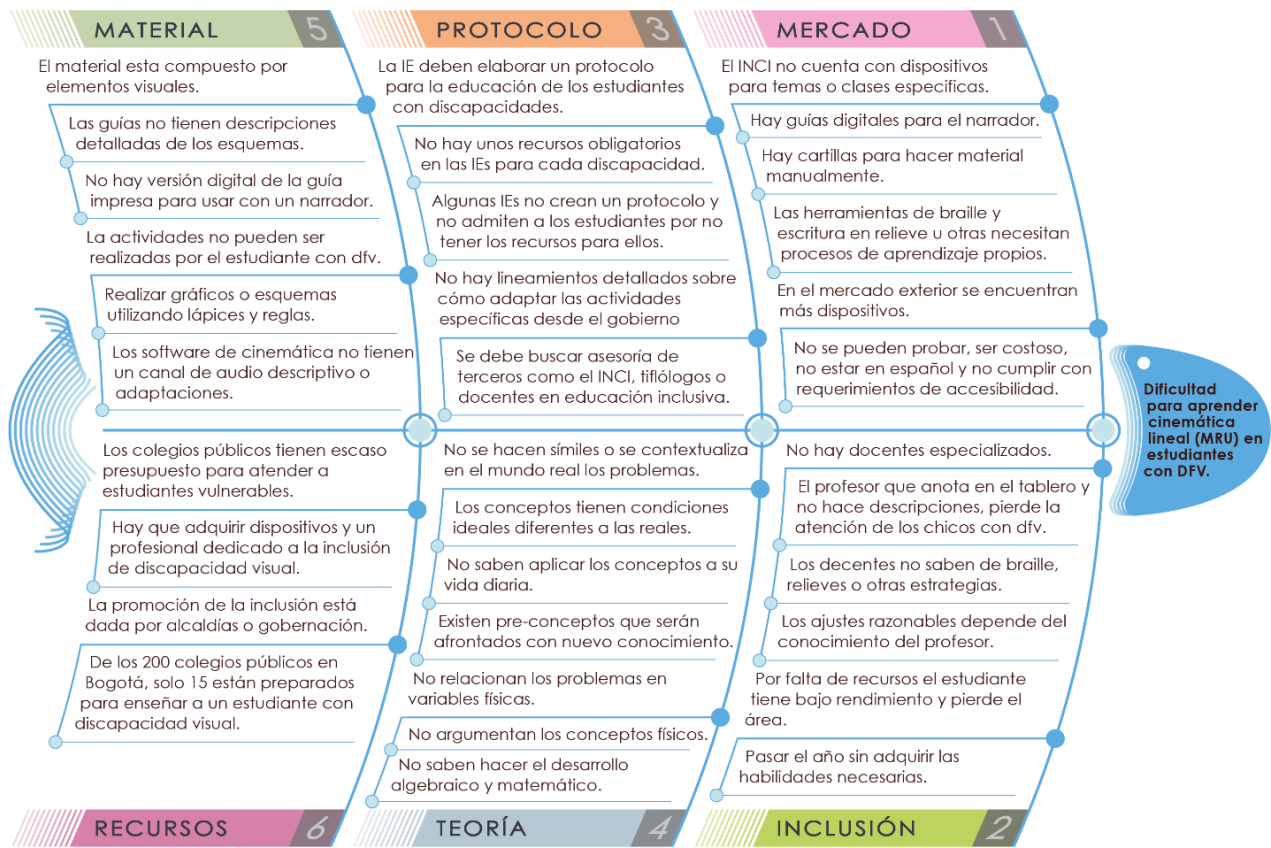 MATERIAL 5
El material esta compuesto por
elementos visuales.
Las guías no tienen descripciones
detalladas de los esquemas.
No hay versión digital de la guía
impresa para usar con un narrador.
La actividades no pueden ser
realizadas por el estudiante con dfv.
Realizar gráficos o esquemas
utilizando lápices y reglas.
Los software de cinemática no tienen
un canal de audio descriptivo o
adaptaciones.
PROTOCOLO 3
La IE deben elaborar un protocolo
para la educación de los estudiantes
con discapacidades.
No hay unos recursos obligatorios
en las IEs para cada discapacidad.
Algunas IEs no crean un protocolo y
no admiten a los estudiantes por no
tener los recursos para ellos.
No hay lineamientos detallados sobre
cómo adaptar las actividades
específicas desde el gobierno
Se debe buscar asesoría de
terceros como el INCI, tiflólogos o
docentes en educación inclusiva.
MERCADO 1
El INCI no cuenta con dispositivos
para temas o clases especificas.
Hay guías digitales para el narrador.
Hay cartillas para hacer material
manualmente.
Las herramientas de braille y
escritura en relieve u otras necesitan
procesos de aprendizaje propios.
En el mercado exterior se encuentran
más dispositivos.
No se pueden probar, ser costoso,
no estar en español y no cumplir con
requerimientos de accesibilidad.
Dificultad
para aprender
cinemática
lineal (MRU) en
estudiantes
con DFV.
Los colegios públicos tienen escaso
presupuesto para atender a
estudiantes vulnerables.
Hay que adquirir dispositivos y un
profesional dedicado a la inclusión
de discapacidad visual.
La promoción de la inclusión está
dada por alcaldías o gobernación.
De los 200 colegios públicos en
Bogotá, solo 15 están preparados
para enseñar a un estudiante con
discapacidad visual.
RECURSOS 6
No se hacen símiles o se contextualiza
en el mundo real los problemas.
Los conceptos tienen condiciones
ideales diferentes a las reales.
No saben aplicar los conceptos a su
vida diaria.
Existen pre-conceptos que serán
afrontados con nuevo conocimiento.
No relacionan los problemas en
variables físicas.
No argumentan los conceptos físicos.
No saben hacer el desarrollo
algebraico y matemático.
TEORÍA 4
No hay docentes especializados.
El profesor que anota en el tablero y
no hace descripciones, pierde la
atención de los chicos con dfv.
Los decentes no saben de braille,
relieves o otras estrategias.
Los ajustes razonables depende del
conocimiento del profesor.
Por falta de recursos el estudiante
tiene bajo rendimiento y pierde el
área.
Pasar el año sin adquirir las
habilidades necesarias.
INCLUSIÓN 2